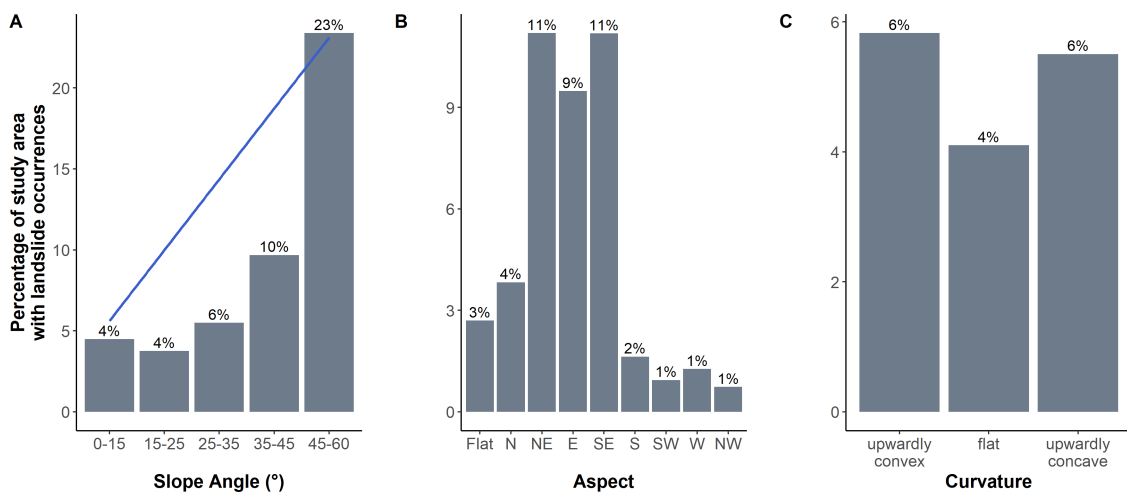 A
Percentage of study area
with landslide occurrences
20
15
10
5
0
4%
4%
6%
10%
23%
0-15 15-25 25-35 35-45 45-60
Slope Angle (°)
B
9
6
3
0
3%
4%
11%
9%
11%
2%
1%
1%
1%
Flat N NE E SE S SW W NW
Aspect
C
6
4
2
0
6%
4%
6%
upwardly
convex
flat
upwardly
concave
Curvature